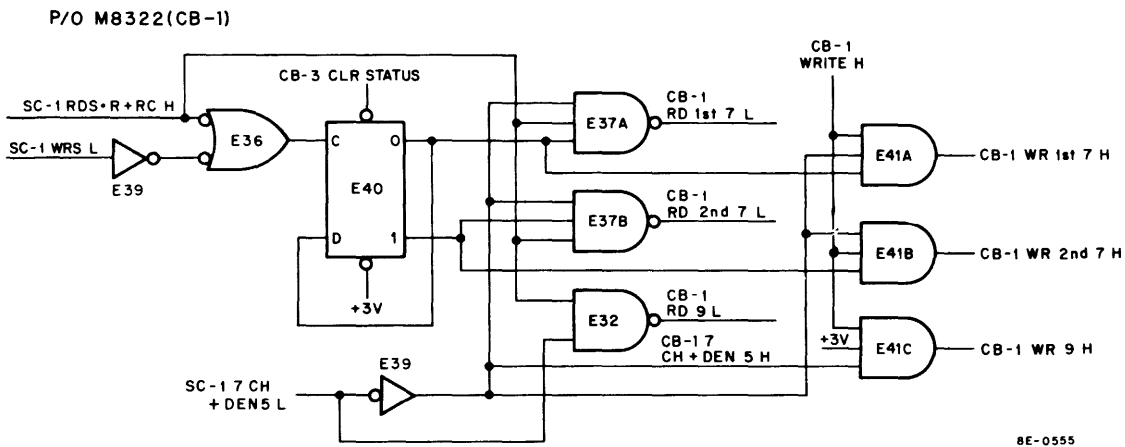 P/O M8322(CB-1)
CB-1
WRITE H
CB-3 CLR STATUS
SC-1 RDS•R+RC H
SC-1 WRS L
E39
E36
C
O
E40
D
1
+3V
E37A
CB-1
RD 1st 7 L
E37B
CB-1
RD 2nd 7 L
E32
CB-1
RD 9 L
CB-1 7
CH + DEN 5 H
E41A
CB-1 WR 1st 7 H
E41B
CB-1 WR 2nd 7 H
+3V
E41C
CB-1 WR 9 H
E39
SC-1 7 CH
+ DEN5 L
8E-0555